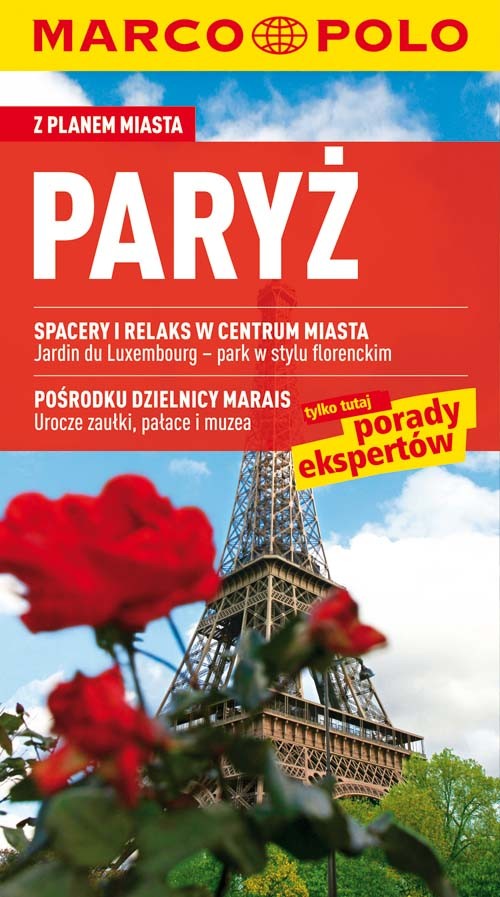 MARCO POLO
Z PLANEM MIASTA
PARYŻ
SPACERY I RELAKS W CENTRUM MIASTA
Jardin du Luxembourg – park w stylu florenckim
POŚRODKU DZIELNICY MARAIS
Urocze zaułki, pałace i muzea
tylko tutaj
porady
ekspertów